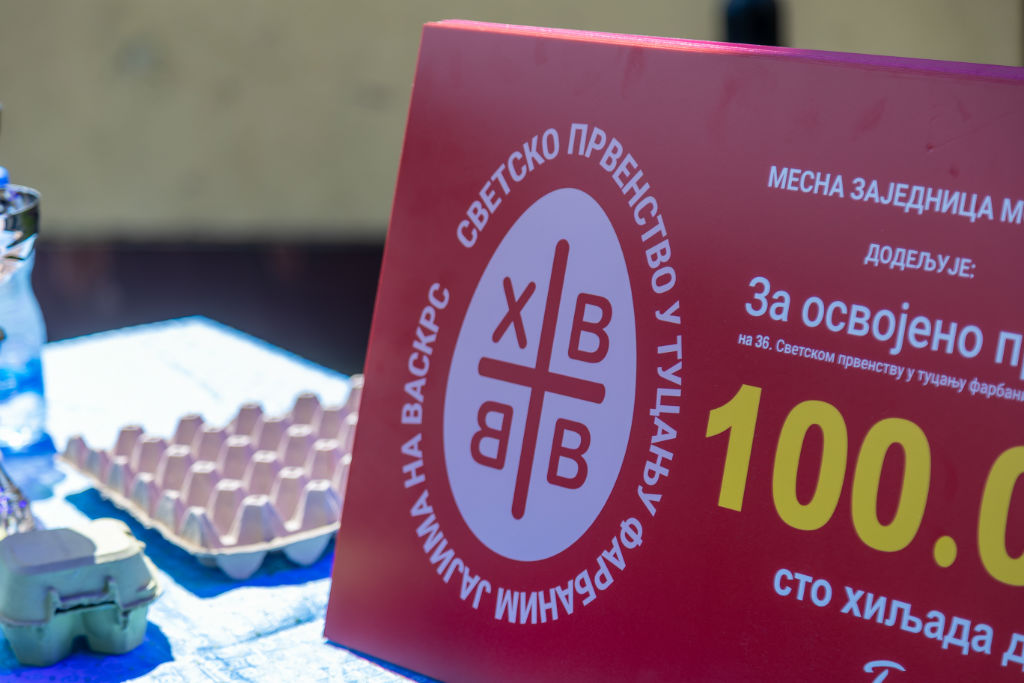 СВЕТСКО ПРВЕНСТВО У ТУЦАЊУ ФАРБАНИМ ЈАЈИМА НА ВАСКРС
Х В
В В
МЕСНА ЗАЈЕДНИЦА
ДОДЕЉУЈЕ:
За освојено
на 36. Светском првенству у туцању
100.0
сто хиљада